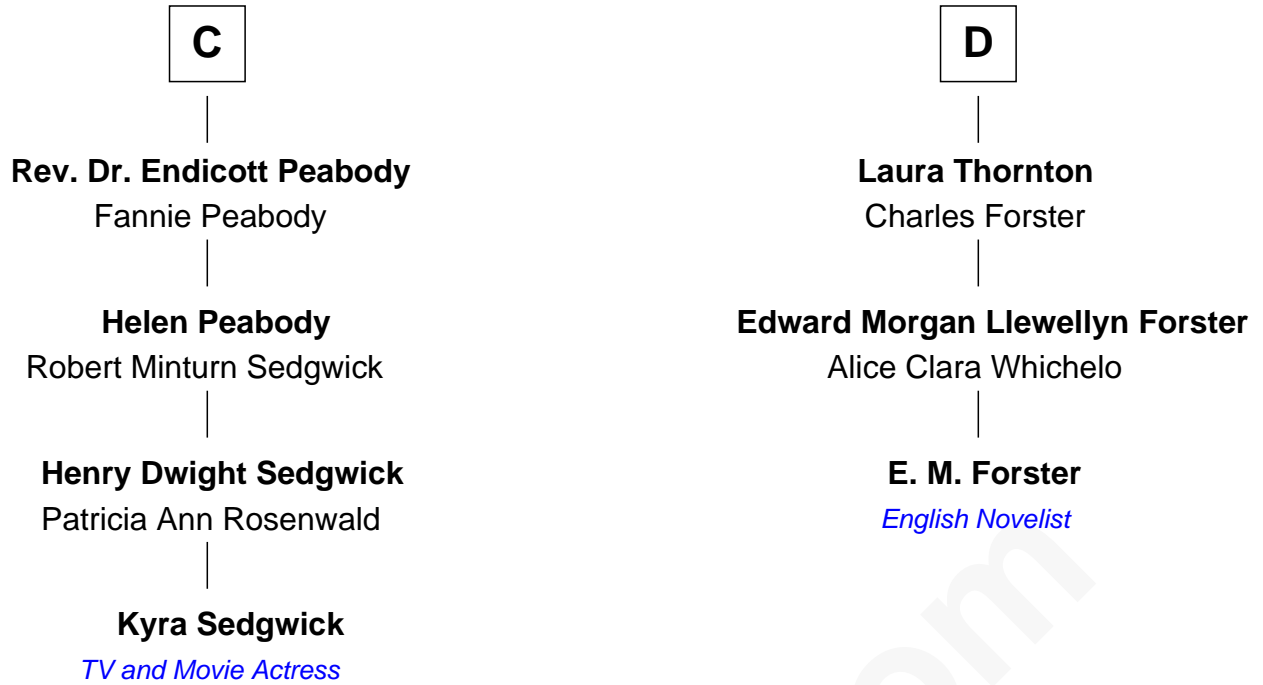 C
Rev. Dr. Endicott Peabody
Fannie Peabody
Helen Peabody
Robert Minturn Sedgwick
Henry Dwight Sedgwick
Patricia Ann Rosenwald
Kyra Sedgwick
TV and Movie Actress
D
Laura Thornton
Charles Forster
Edward Morgan Llewellyn Forster
Alice Clara Whichelo
E. M. Forster
English Novelist
om